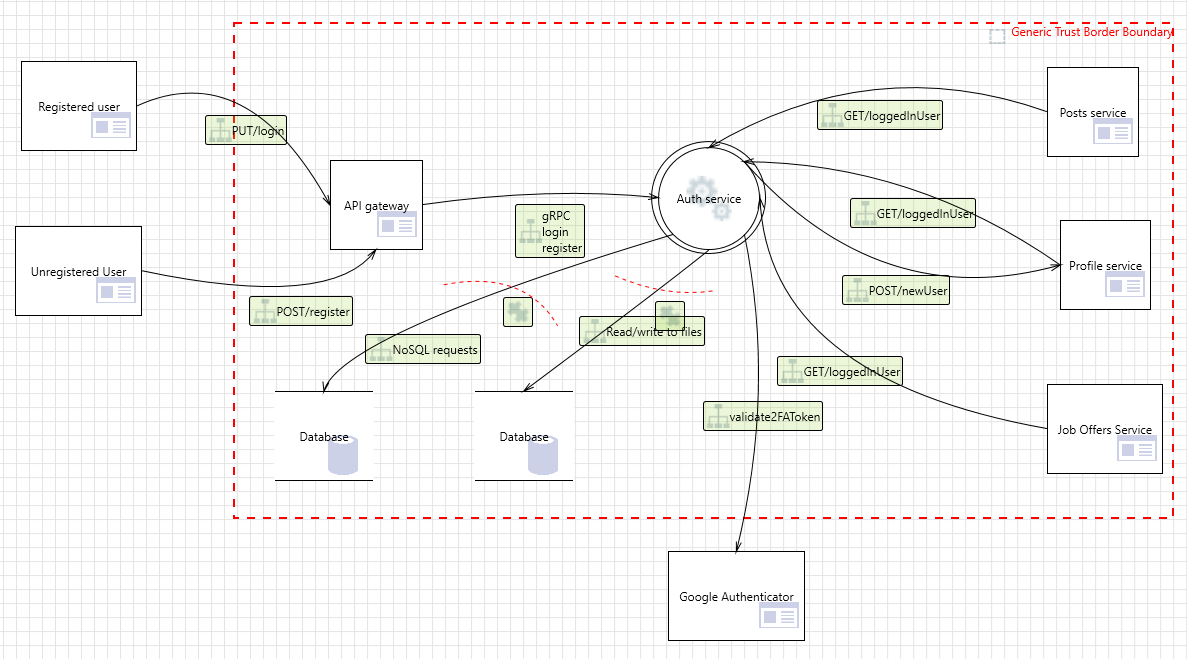 Generic Trust Border Boundary
Registered user
PUT/login
API gateway
Unregistered User
POST/register
gRPC
login
register
Auth service
GET/loggedInUser
Posts service
GET/loggedInUser
Profile service
POST/newUser
NoSQL requests
Read/write to files
GET/loggedInUser
validate2FAToken
Job Offers Service
Database
Database
Google Authenticator